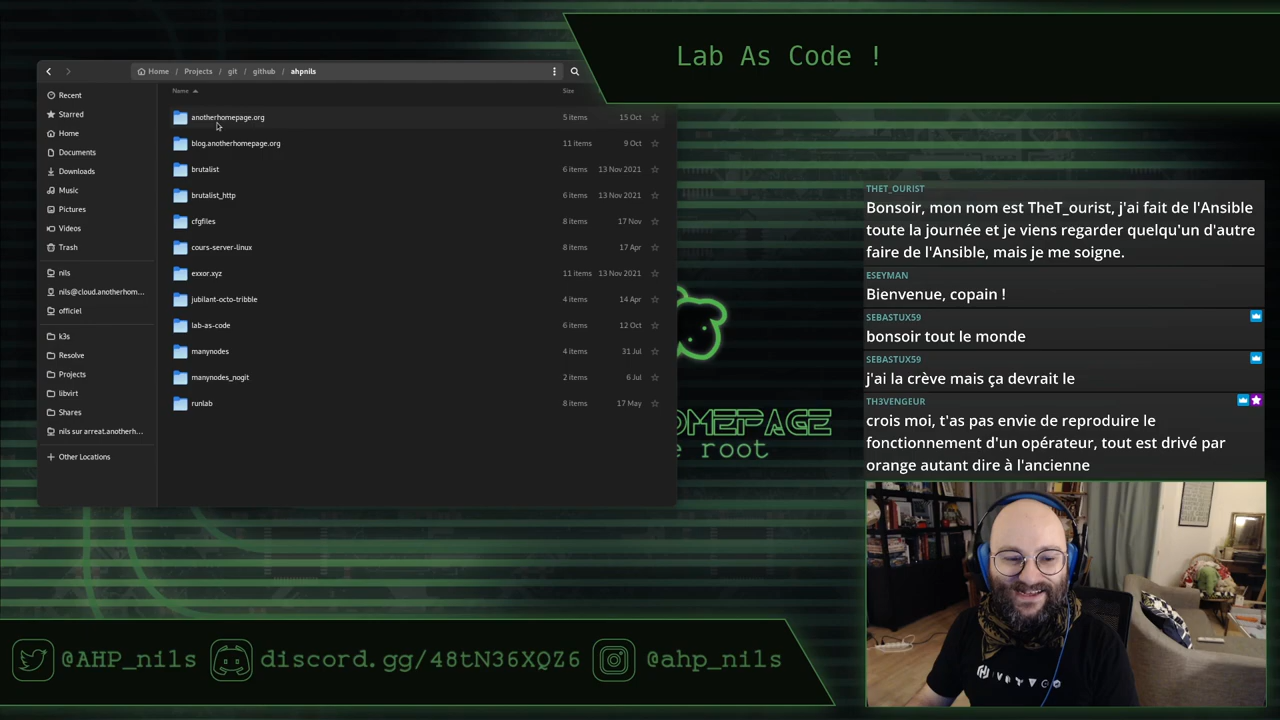 Lab As Code !
Home / Projects / git / github / ahpnils
Name
Size
Recent
Starred
Home
Documents
Downloads
Music
Pictures
Videos
Trash
nils
nils@cloud.anotherhom...
officiel
k3s
Resolve
Projects
libvirt
Shares
nils sur arreat.anotherh...
Other Locations
anotherhomepage.org 5 items 15 Oct
blog.anotherhomepage.org 11 items 9 Oct
brutalist 6 items 13 Nov 2021
brutalist_http 6 items 13 Nov 2021
cfgfiles 8 items 17 Nov
cours-server-linux 8 items 17 Apr
exxor.xyz 11 items 13 Nov 2021
jubilant-octo-tribble 4 items 14 Apr
lab-as-code 6 items 12 Oct
manynodes 4 items 31 Jul
manynodes_nogit 2 items 6 Jul
runlab 8 items 17 May
OMEPAGE
e root
THET_OURIST
Bonsoir, mon nom est TheT_ourist, j'ai fait de l'Ansible
toute la journée et je viens regarder quelqu'un d'autre
faire de l'Ansible, mais je me soigne.
ESEYMAN
Bienvenue, copain !
SEBASTUX59
bonsoir tout le monde
SEBASTUX59
j'ai la crève mais ça devrait le
TH3VENGEUR
crois moi, t'as pas envie de reproduire le
fonctionnement d'un opérateur, tout est drivé par
orange autant dire à l'ancienne
@AHP_nils discord.gg/48tN36XQZ6 @ahp_nils